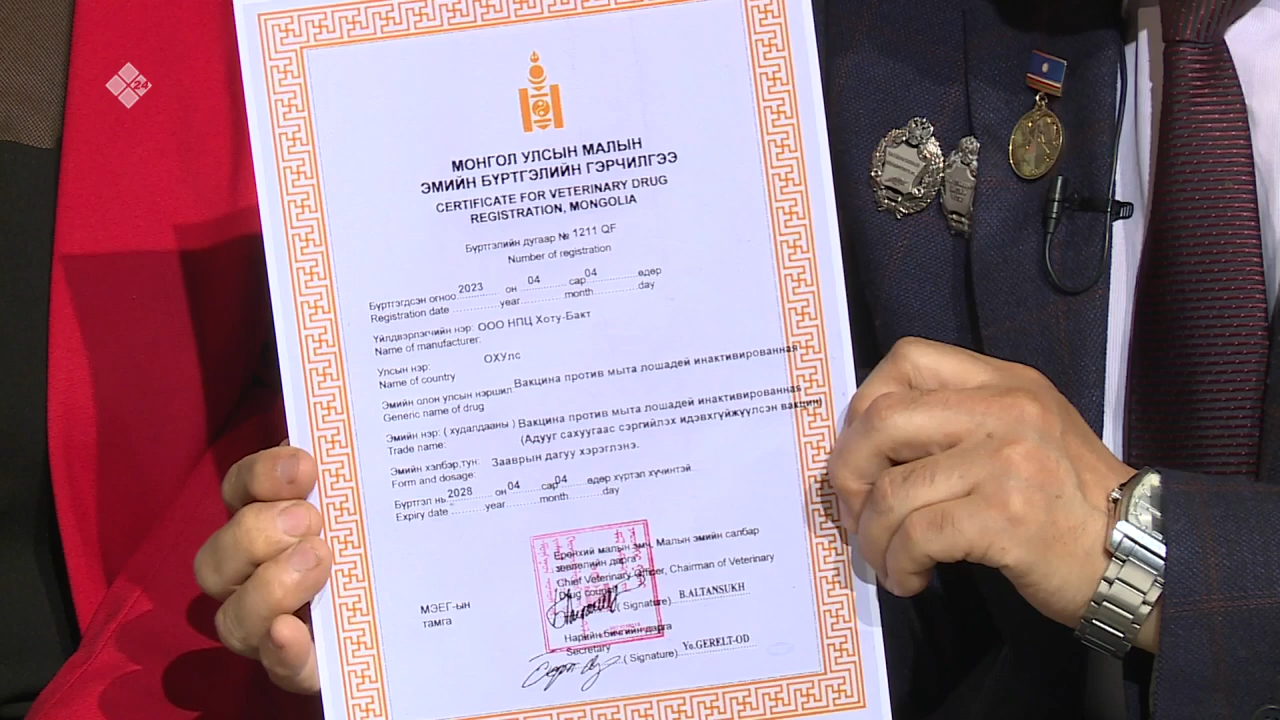 x24
МОНГОЛ УЛСЫН МАЛЫН
ЭМИЙН БҮРТГЭЛИЙН ГЭРЧИЛГЭЭ
CERTIFICATE FOR VETERINARY DRUG
REGISTRATION, MONGOLIA
Бүртгэлийн дугаар № 1211 QF
Number of registration
Бүртгэгдсэн огноо 2023 он 04 сар 04 өдөр
Registration date ............ year ............ month ............ day
Үйлдвэрлэгчийн нэр: ООО НПЦ Хоту-Бакт
Name of manufacturer:
Улсын нэр: ОХУлс
Name of country
Эмийн олон улсын нэршил Вакцина против мыта лошадей инактивированная
Generic name of drug
Эмийн нэр: ( худалдааны ) Вакцина против мыта лошадей инактивированная
Trade name: (Адууг сахуугаас сэргийлэх идэвхгүйжүүлсэн вакцин)
Эмийн хэлбэр,тун: Зааврын дагуу хэрэглэнэ.
Form and dosage:
Бүртгэл нь 2028 он 04 сар 04 өдөр хүртэл хүчинтэй
Expiry date ............ year ............ month ............ day
Ерөнхий малын эмч, Малын эмийн салбар
зөвлөлийн дарга
Chief Veterinary Officer, Chairman of Veterinary
Drug council
( Signature) B.ALTANSUKH
МЭЕГ-ын
тамга
Нарийн бичгийн дарга
Secretary
( Signature) Yo.GERELT-OD